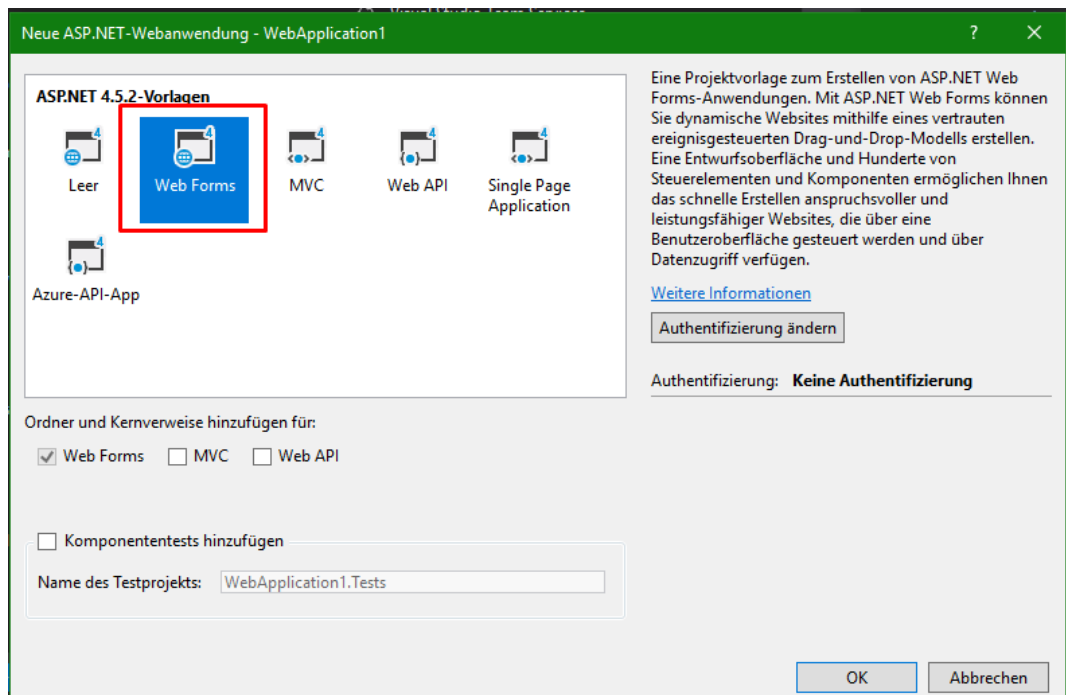 Neue ASP.NET-Webanwendung - WebApplication1
?
ASP.NET 4.5.2-Vorlagen
4
4
4
4
4
Leer
Web Forms
MVC
Web API
Single Page
Application
4
Azure-API-App
Eine Projektvorlage zum Erstellen von ASP.NET Web
Forms-Anwendungen. Mit ASP.NET Web Forms können
Sie dynamische Websites mithilfe eines vertrauten
ereignisgesteuerten Drag-und-Drop-Modells erstellen.
Eine Entwurfsoberfläche und Hunderte von
Steuerelementen und Komponenten ermöglichen Ihnen
das schnelle Erstellen anspruchsvoller und
leistungsfähiger Websites, die über eine
Benutzeroberfläche gesteuert werden und über
Datenzugriff verfügen.
Weitere Informationen
Authentifizierung ändern
Authentifizierung: Keine Authentifizierung
Ordner und Kernverweise hinzufügen für:
Web Forms
MVC
Web API
Komponententests hinzufügen
Name des Testprojekts: WebApplication1.Tests
OK
Abbrechen